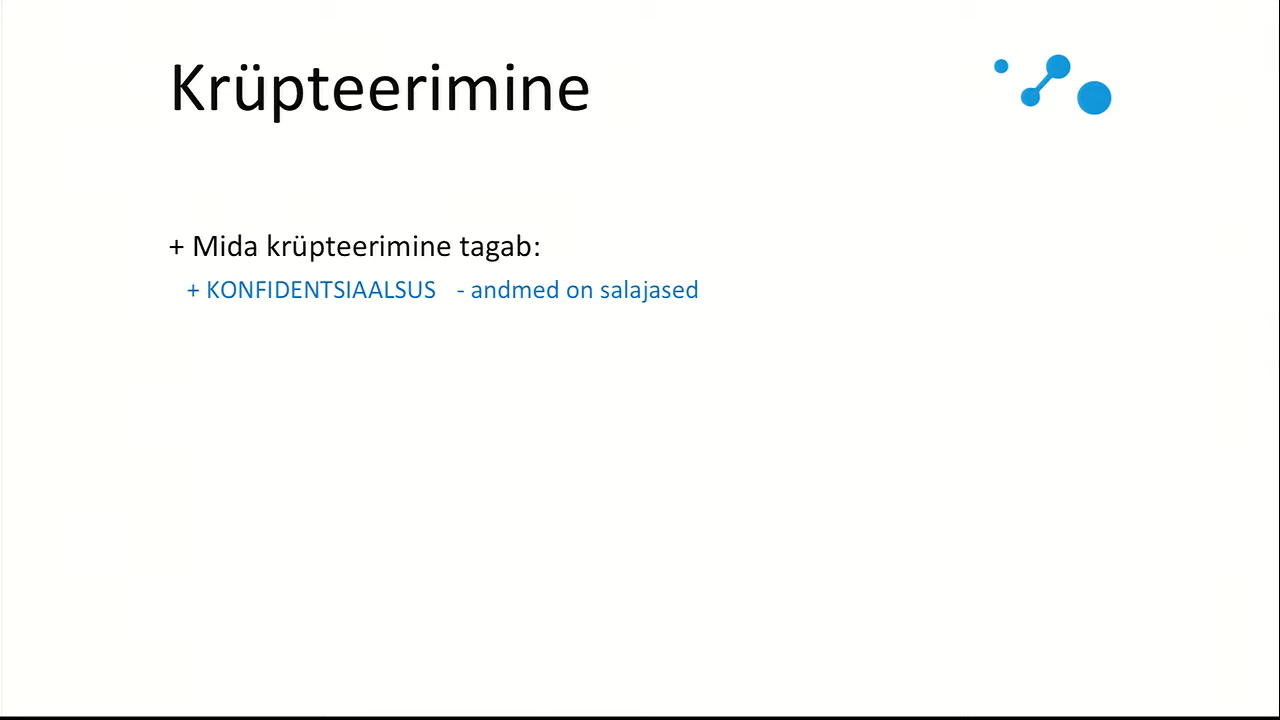 Krüpteerimine
+ Mida krüpteerimine tagab:
+ KONFIDENTSIAALSUS - andmed on salajased